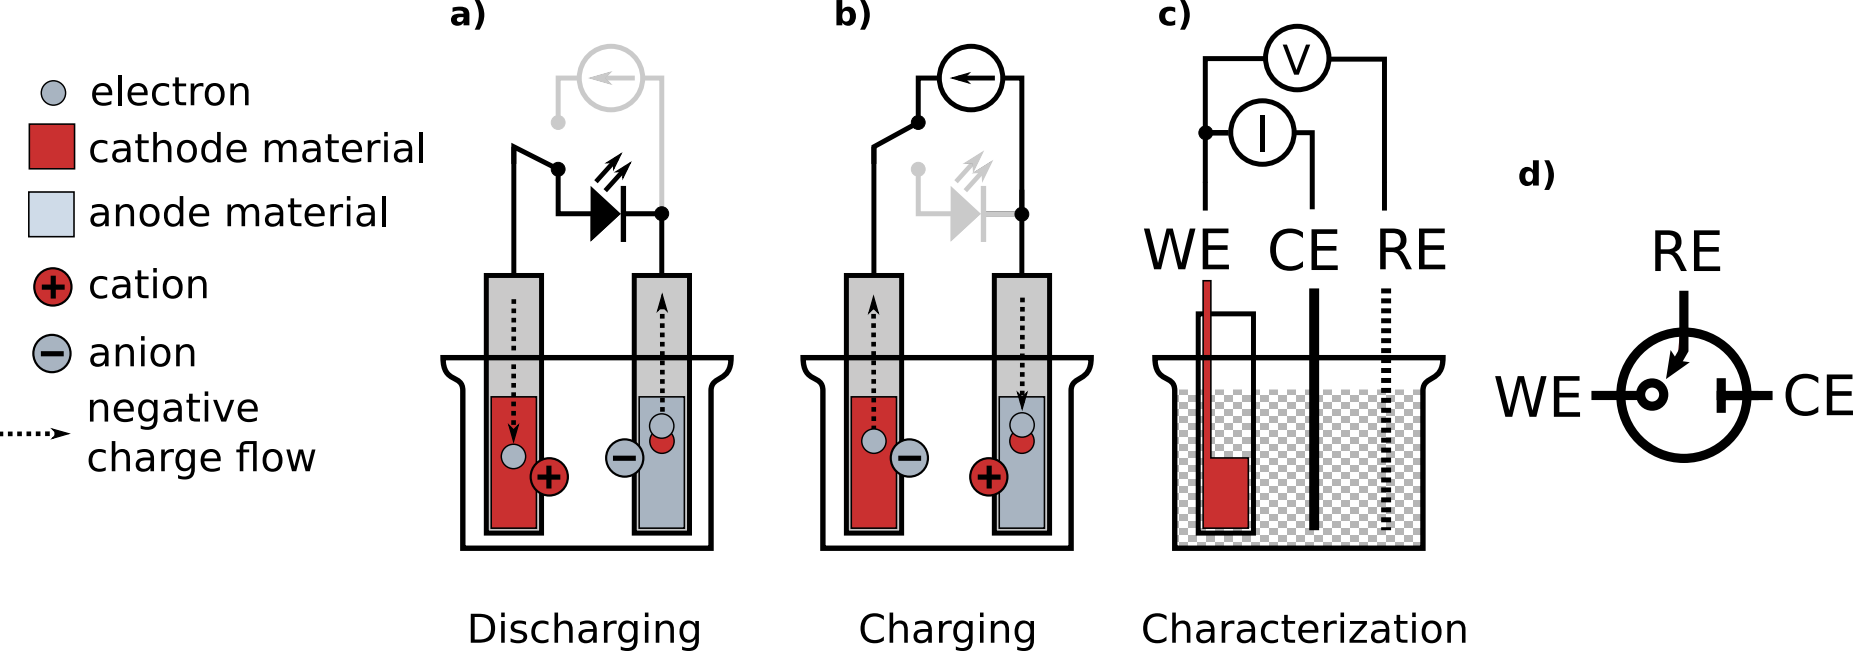 a)
b)
c)
d)
electron
cathode material
anode material
+ cation
− anion
negative
charge flow
− +
− +
V
I
WE CE RE
RE
WE CE
Discharging
Charging
Characterization